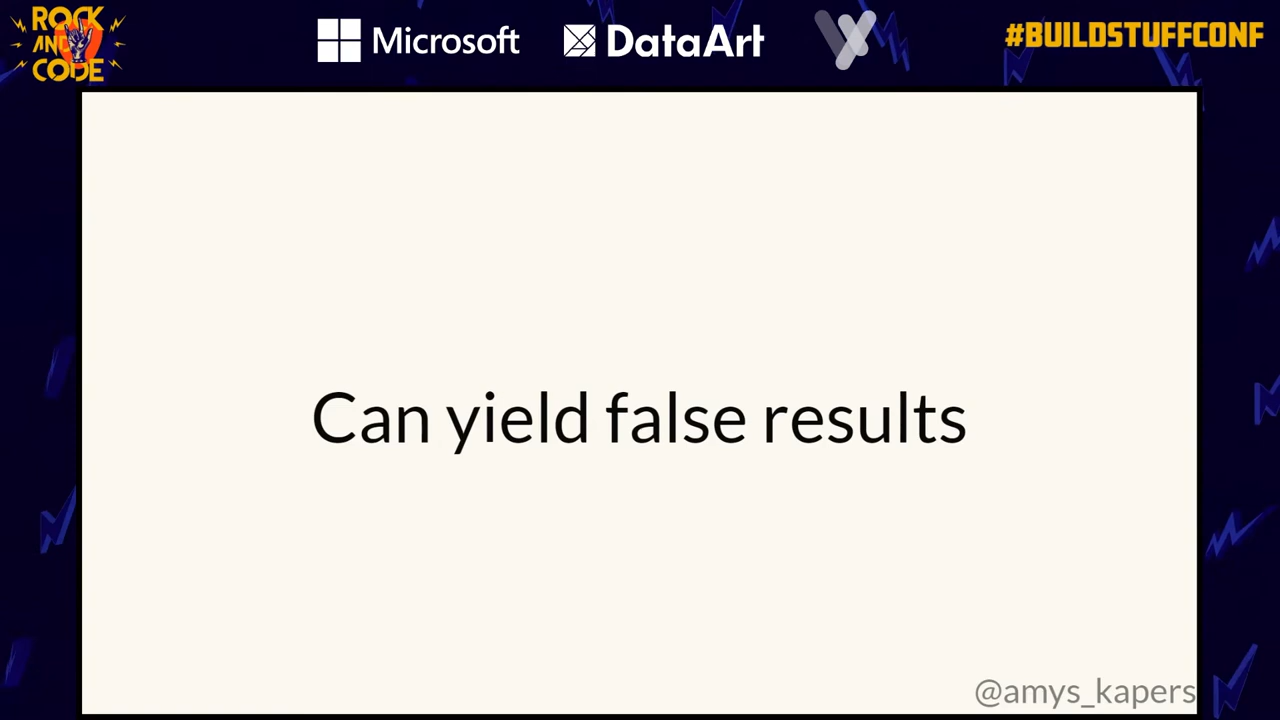 ROCK
AND
CODE
Microsoft
DataArt
#BUILDSTUFFCONF
Can yield false results
@amys_kapers